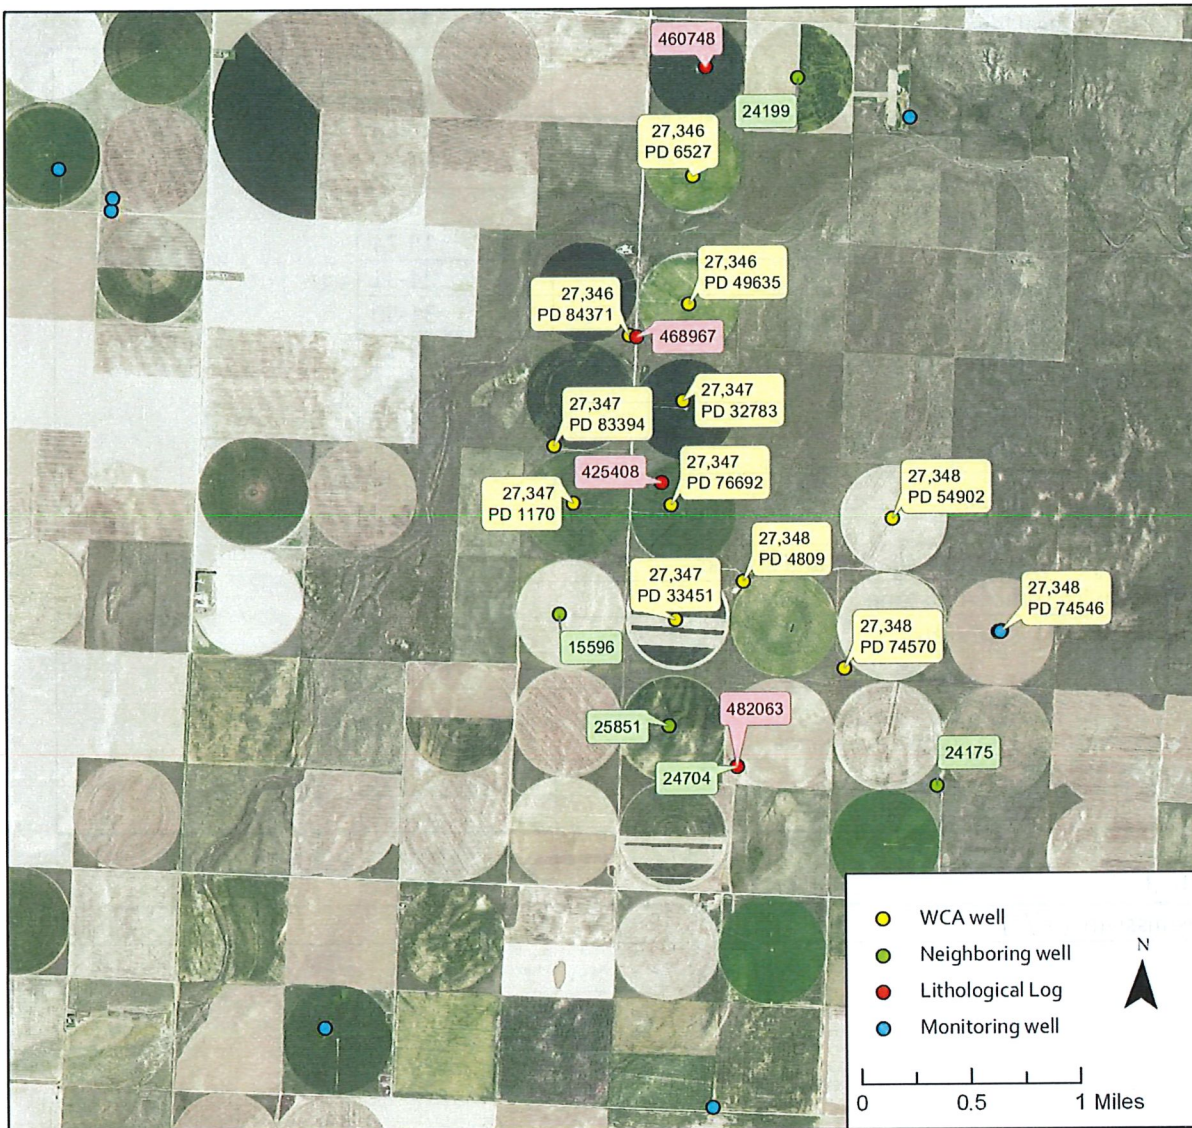 460748
24199
27,346
PD 6527
27,346
PD 49635
27,346
PD 84371
468967
27,347
PD 32783
27,347
PD 83394
425408
27,347
PD 76692
27,347
PD 1170
27,348
PD 54902
27,348
PD 4809
27,347
PD 33451
27,348
PD 74546
15596
27,348
PD 74570
482063
25851
24704
24175
WCA well
Neighboring well
Lithological Log
Monitoring well
N
0 0.5 1 Miles